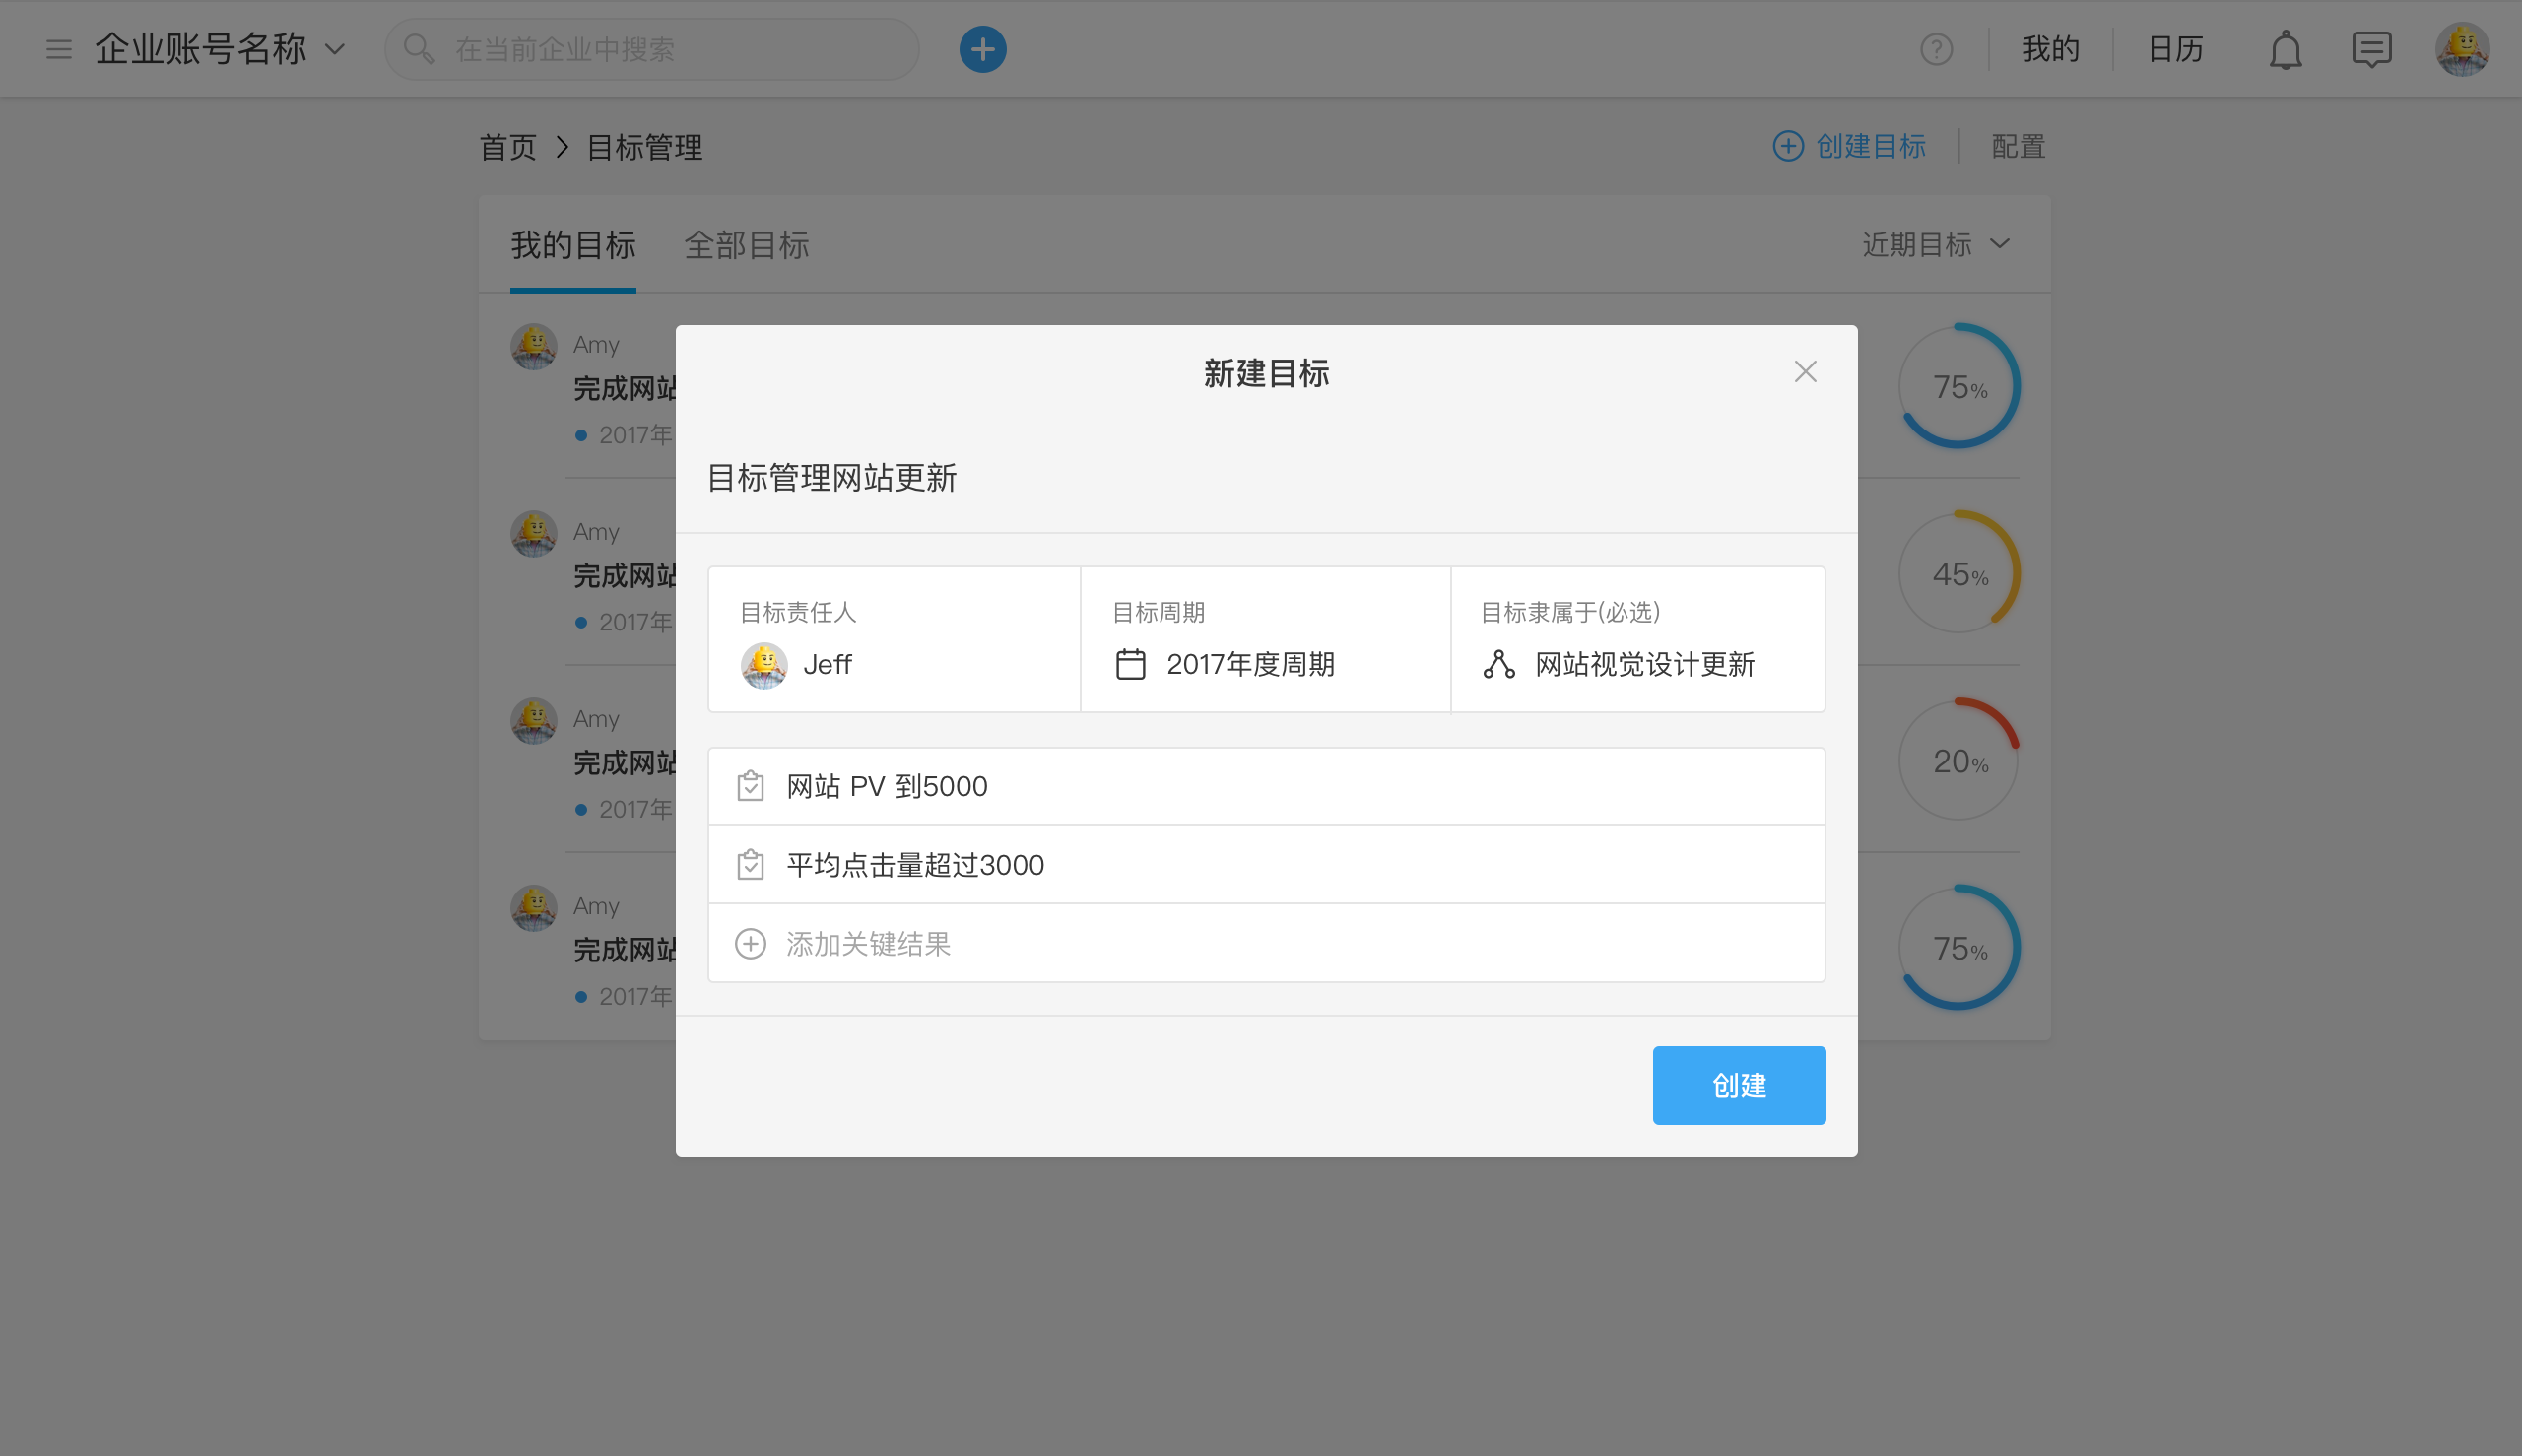 企业账号名称
在当前企业中搜索
我的
日历
首页 > 目标管理
创建目标
配置
我的目标
全部目标
近期目标
Amy
完成网站
2017年
75%
Amy
完成网站
2017年
45%
Amy
完成网站
2017年
20%
Amy
完成网站
2017年
75%
新建目标
目标管理网站更新
目标责任人
Jeff
目标周期
2017年度周期
目标隶属于(必选)
网站视觉设计更新
网站 PV 到5000
平均点击量超过3000
添加关键结果
创建